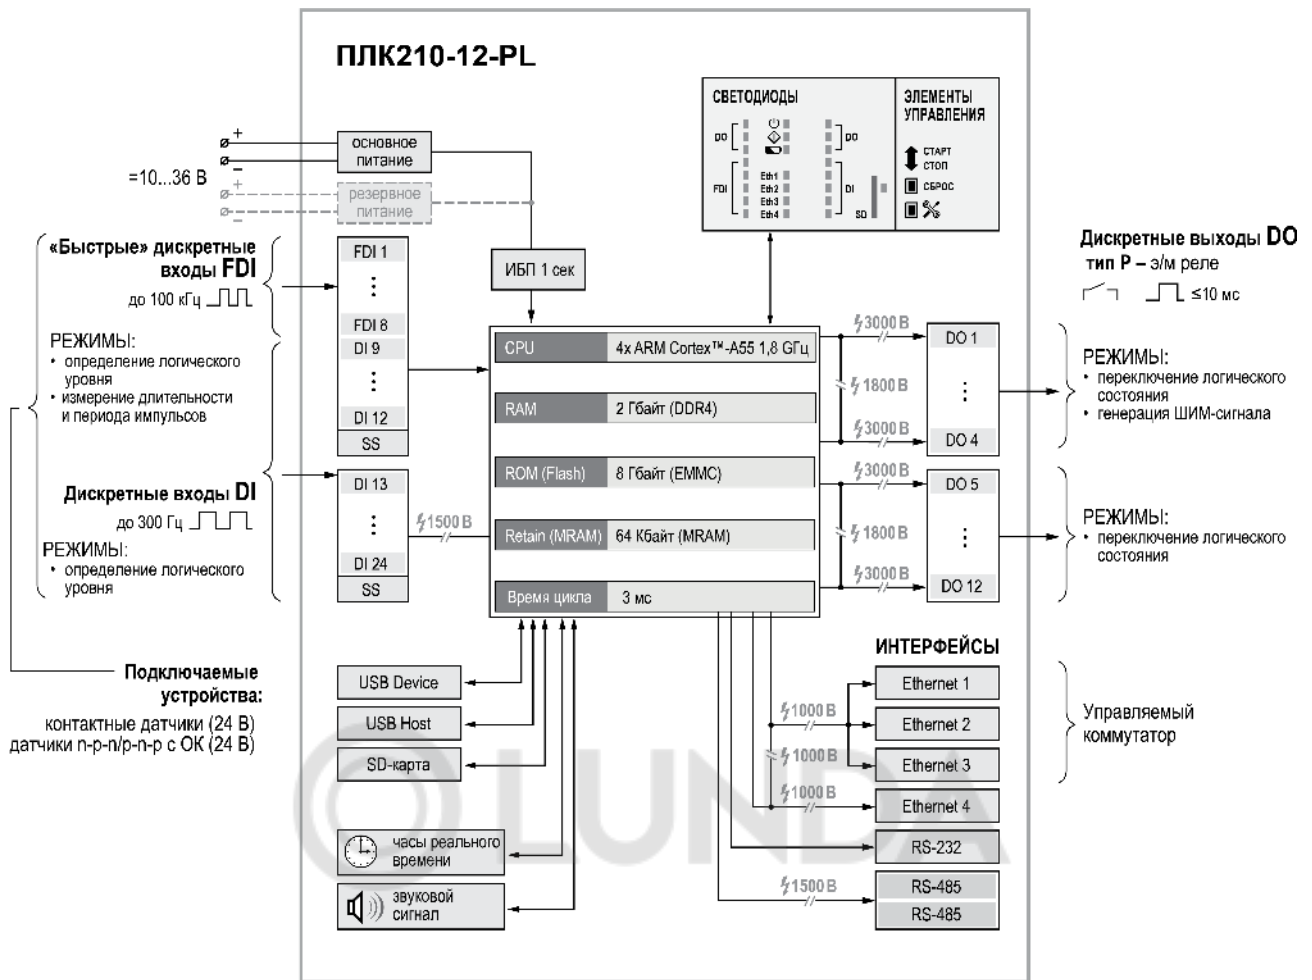 ПЛК210-12-PL
СВЕТОДИОДЫ
DO
DO
FDI
Eth1
Eth2
Eth3
Eth4
DI
SD
ЭЛЕМЕНТЫ
УПРАВЛЕНИЯ
СТАРТ
СТОП
СБРОС
+
−
=10...36 В
+
−
основное
питание
резервное
питание
ИБП 1 сек
«Быстрые» дискретные
входы FDI
до 100 кГц
РЕЖИМЫ:
• определение логического
уровня
• измерение длительности
и периода импульсов
Дискретные входы DI
до 300 Гц
РЕЖИМЫ:
• определение логического
уровня
Подключаемые
устройства:
контактные датчики (24 В)
датчики n-p-n/p-n-p с ОК (24 В)
FDI 1
FDI 8
DI 9
DI 12
SS
DI 13
DI 24
SS
1500 В
CPU 4x ARM Cortex™-A55 1,8 GГц
RAM 2 Гбайт (DDR4)
ROM (Flash) 8 Гбайт (EMMC)
Retain (MRAM) 64 Кбайт (MRAM)
Время цикла 3 мс
3000 В
1800 В
3000 В
3000 В
1800 В
3000 В
DO 1
DO 4
DO 5
DO 12
Дискретные выходы DO
тип Р – э/м реле
≤10 мс
РЕЖИМЫ:
• переключение логического
состояния
• генерация ШИМ-сигнала
РЕЖИМЫ:
• переключение логического
состояния
USB Device
USB Host
SD-карта
часы реального
времени
звуковой
сигнал
ИНТЕРФЕЙСЫ
1000 В
1000 В
1000 В
1500 В
Ethernet 1
Ethernet 2
Ethernet 3
Ethernet 4
RS-232
RS-485
RS-485
Управляемый
коммутатор
LUNDA